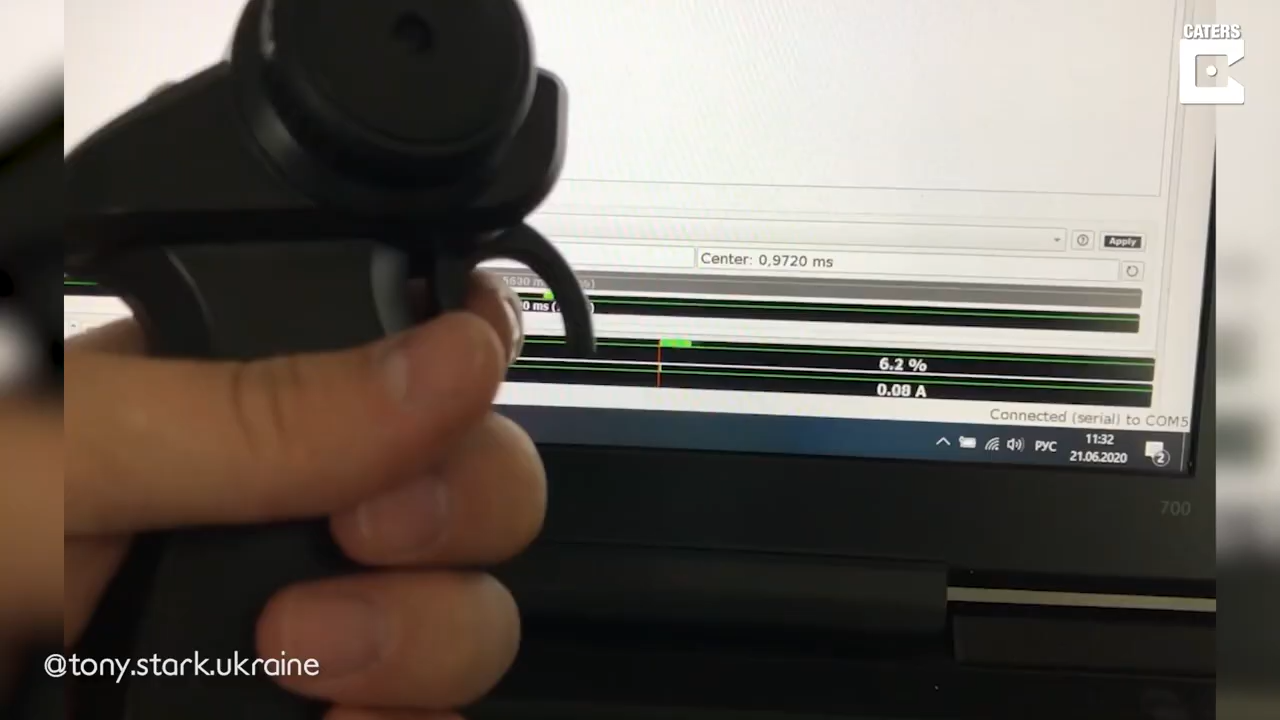 CATERS
Apply
Center: 0,9720 ms
6.2 %
0.08 A
Connected (serial) to COM5
РУС
11:32
21.06.2020
2
700
@tony.stark.ukraine